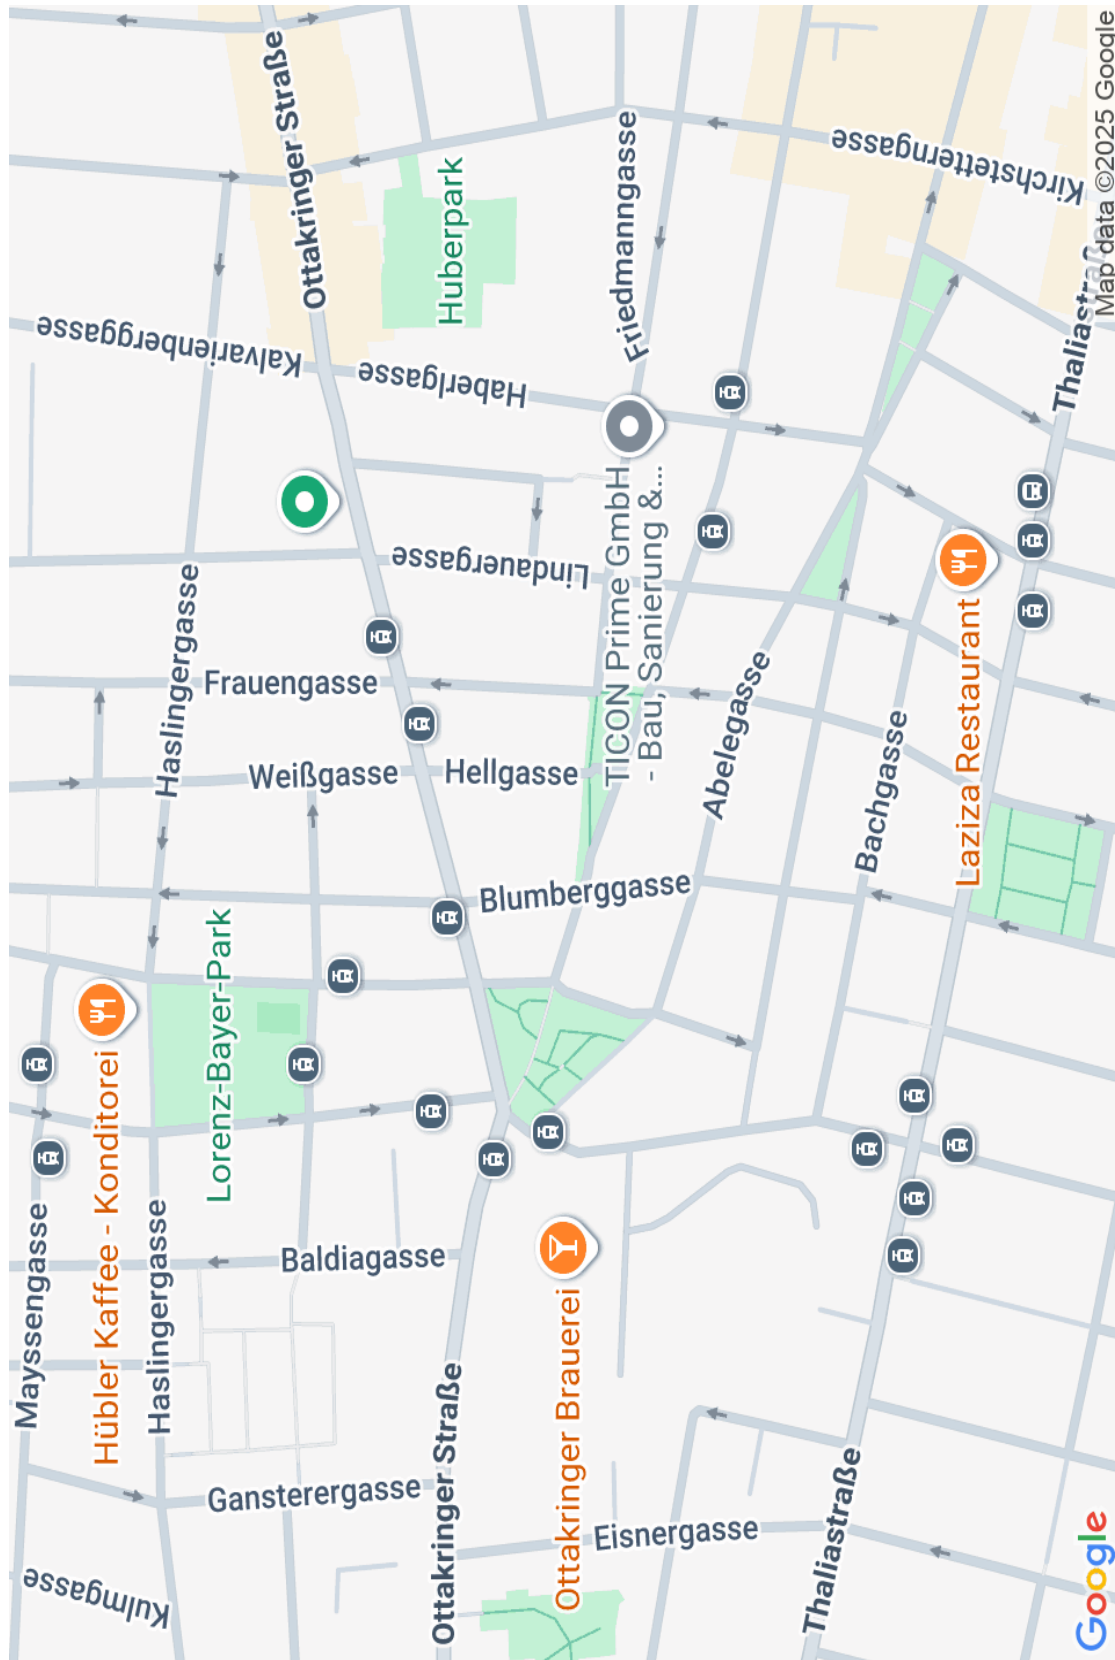 Mayssengasse
Hübler Kaffee - Konditorei
Haslingergasse
Kulmgasse
Gansterergasse
Baldiagasse
Ottakringer Straße
Lorenz-Bayer-Park
Haslingergasse
Weißgasse
Frauengasse
Hellgasse
Blumberggasse
Kalvarienberggasse
Haberlgasse
Lindauergasse
Ottakringer Straße
Ottakringer Straße
Huberpark
Friedmanngasse
TICON Prime GmbH
- Bau, Sanierung &...
Ottakringer Brauerei
Eisnergasse
Abelegasse
Bachgasse
Kirchstetterngasse
Laziza Restaurant
Thaliastraße
Thaliastraße
Google
Map data ©2025 Google